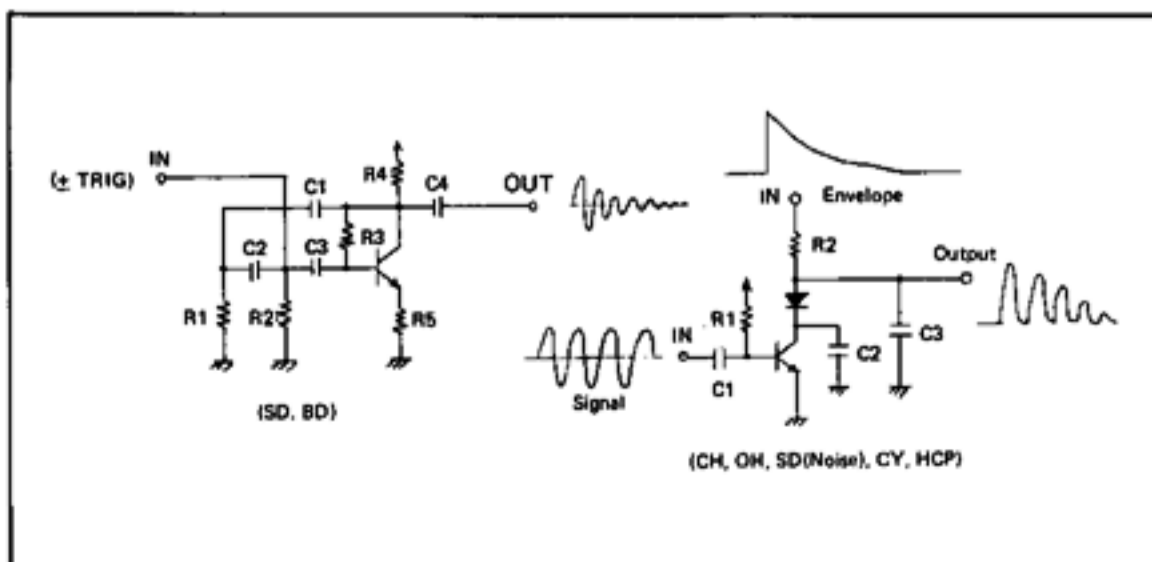 (± TRIG)
IN
C1
R4
C4
OUT
C2
C3
R3
R1
R2
R5
(SD, BD)
IN
Envelope
R2
Output
R1
IN
C1
C2
C3
Signal
(CH, OH, SD(Noise), CY, HCP)